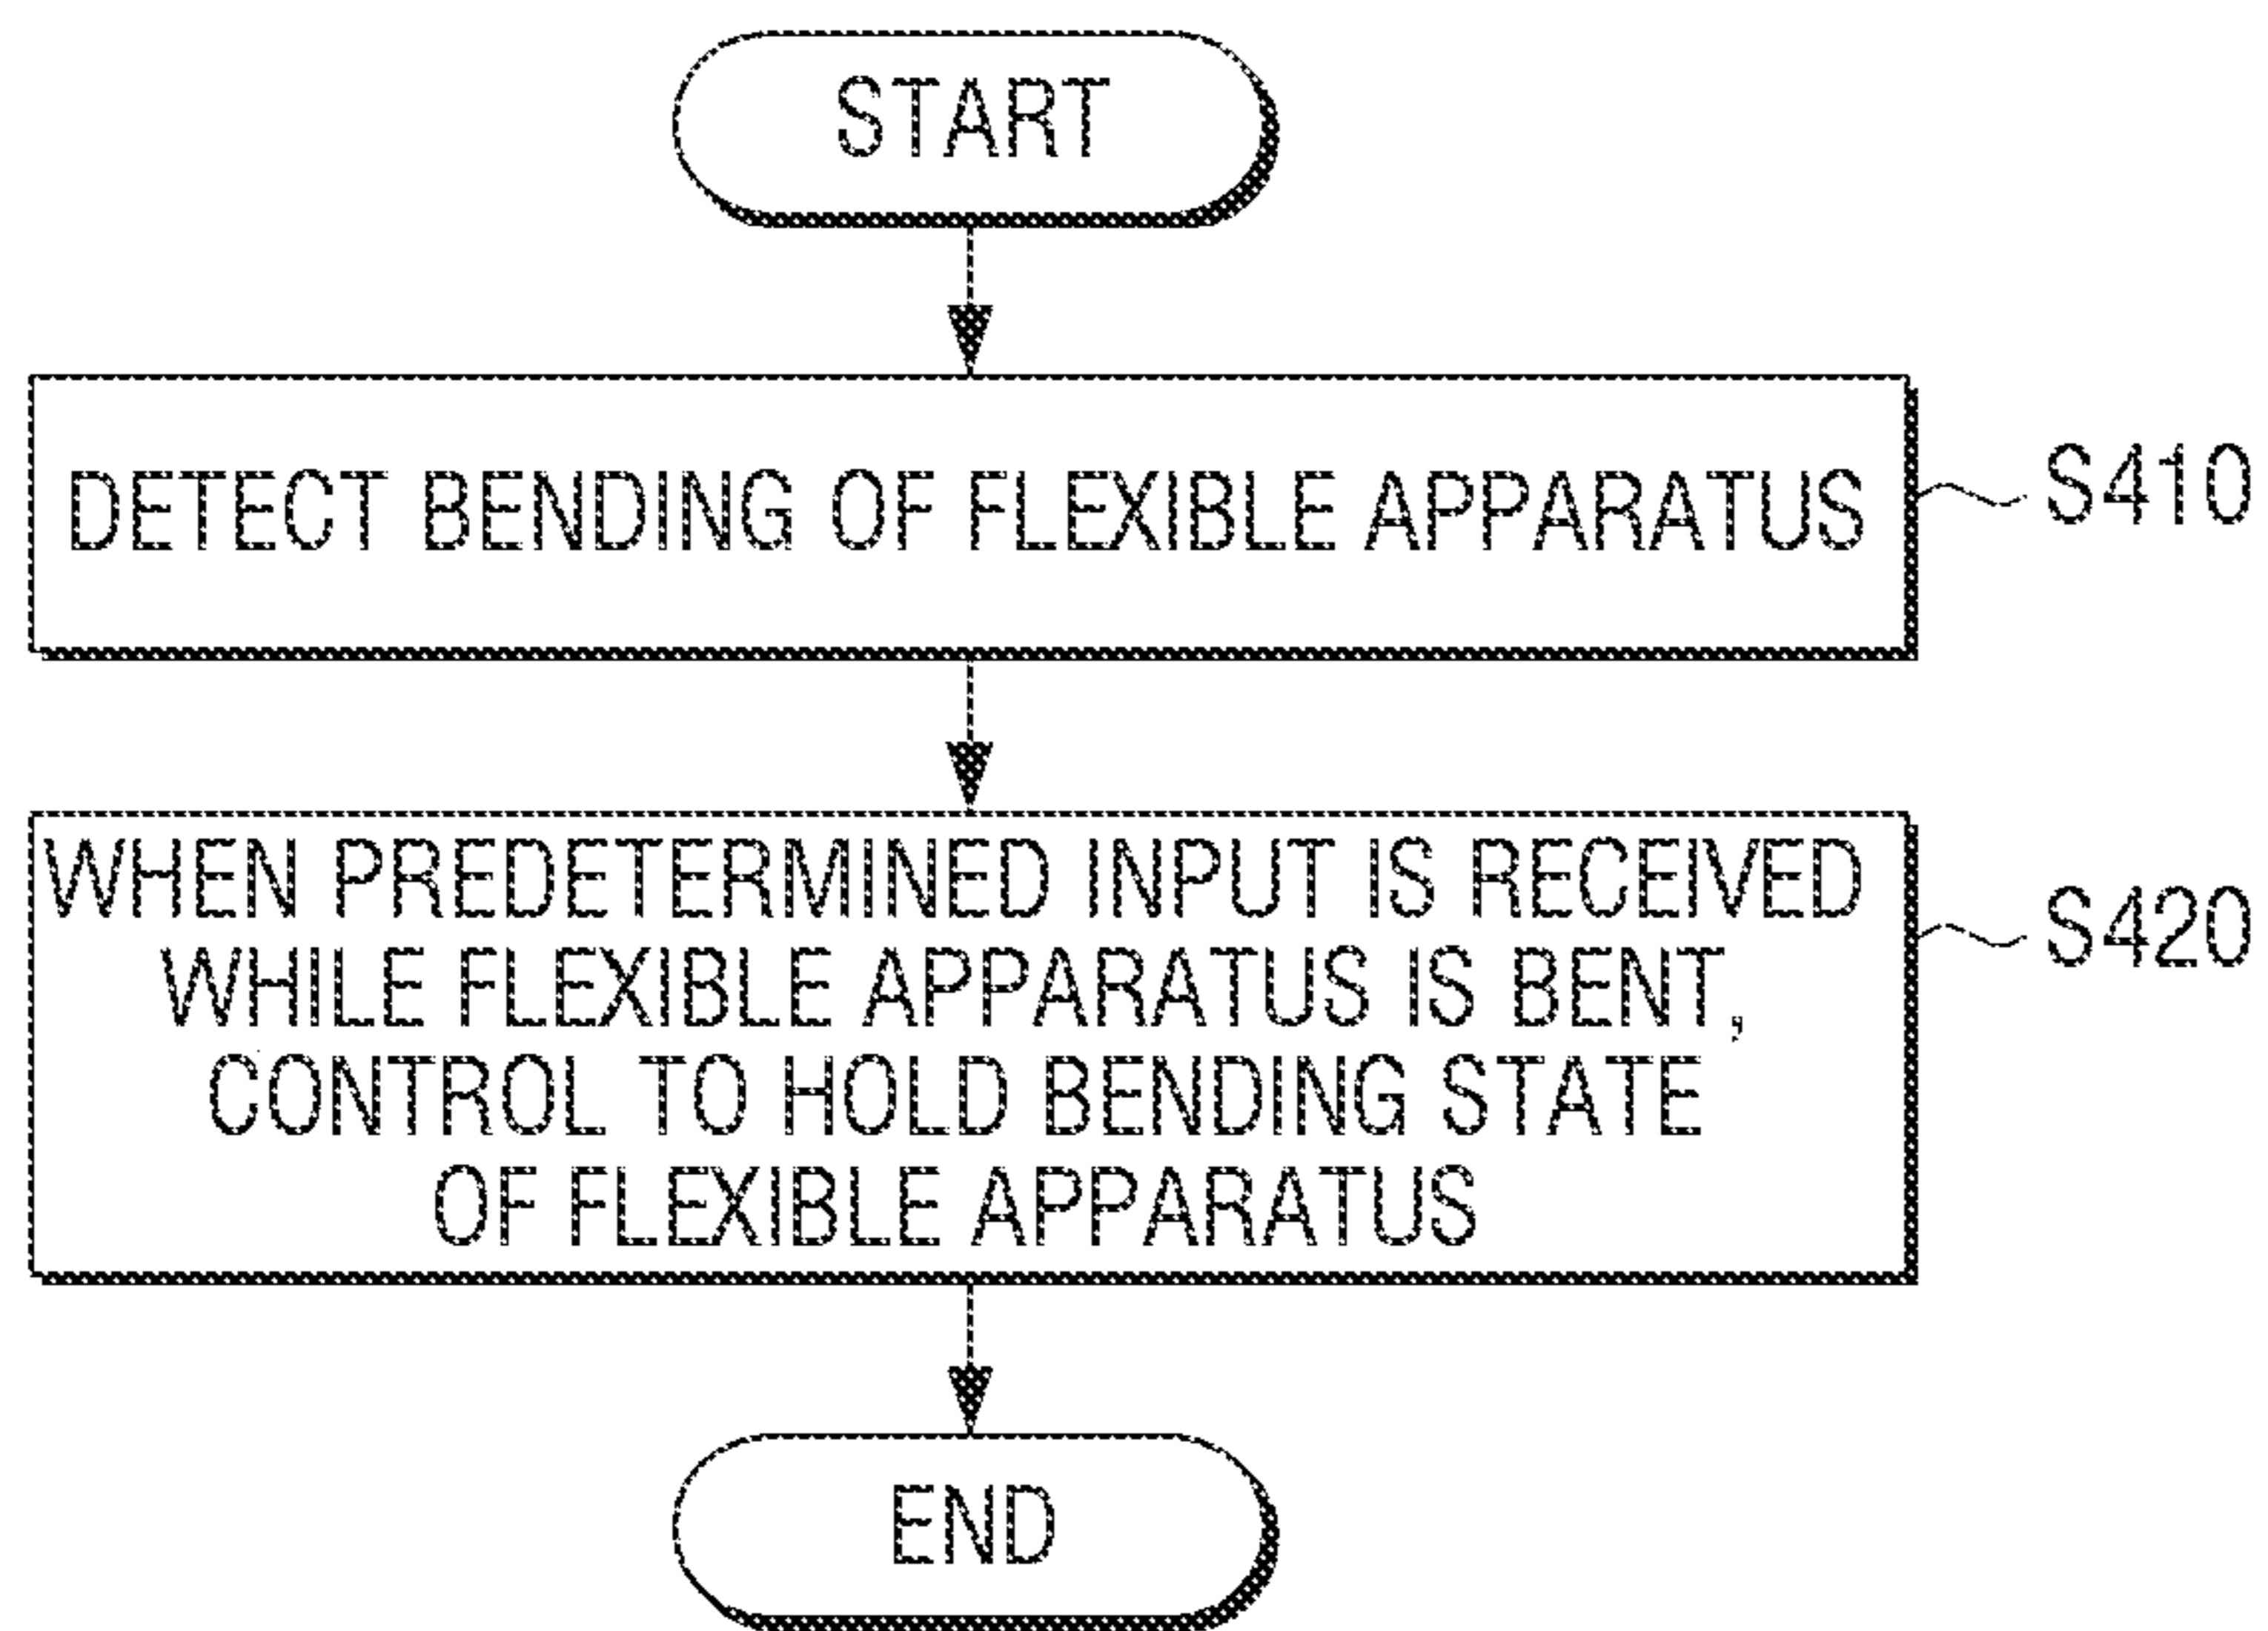 START
DETECT BENDING OF FLEXIBLE APPARATUS
S410
WHEN PREDETERMINED INPUT IS RECEIVED
WHILE FLEXIBLE APPARATUS IS BENT,
CONTROL TO HOLD BENDING STATE
OF FLEXIBLE APPARATUS
S420
END